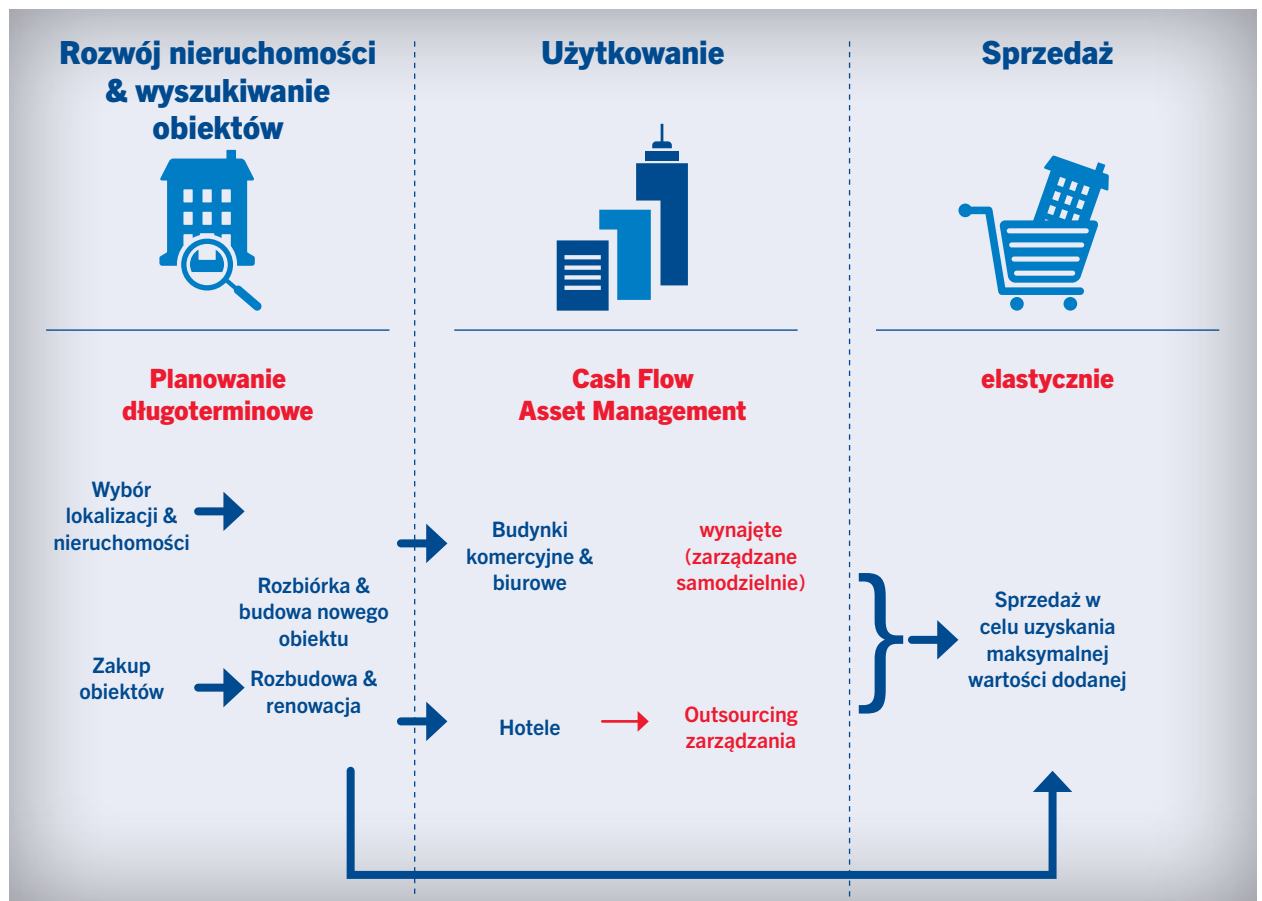 Rozwój nieruchomości
& wyszukiwanie
obiektów
Użytkowanie
Sprzedaż
Planowanie
długoterminowe
Cash Flow
Asset Management
elastycznie
Wybór
lokalizacji &
nieruchomości
Zakup
obiektów
Rozbiórka &
budowa nowego
obiektu
Rozbudowa &
renowacja
Budynki
komercyjne &
biurowe
wynajęte
(zarządzane
samodzielnie)
Hotele
Outsourcing
zarządzania
Sprzedaż w
celu uzyskania
maksymalnej
wartości dodanej